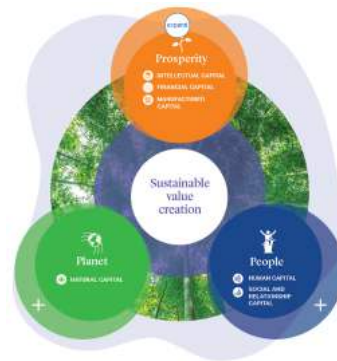 expand
Prosperity
INTELLECTUAL CAPITAL
FINANCIAL CAPITAL
MANUFACTURED
CAPITAL
Sustainable
value
creation
Planet
NATURAL CAPITAL
People
HUMAN CAPITAL
SOCIAL AND
RELATIONSHIP
CAPITAL